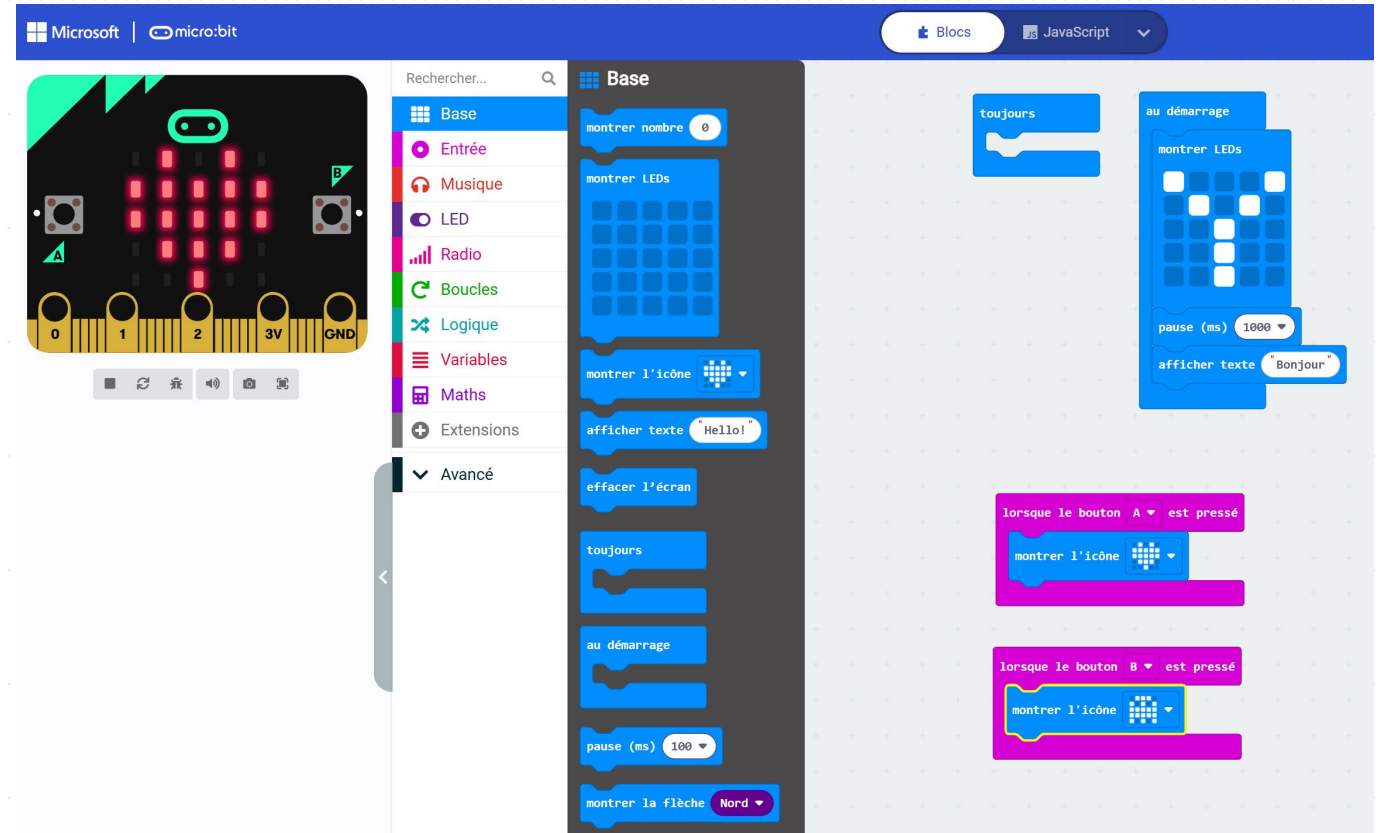 Microsoft
micro:bit
Blocs
JS JavaScript
B
A
0 1 2 3V GND
Rechercher...
Base
Entrée
Musique
LED
Radio
Boucles
Logique
Variables
Maths
Extensions
Avancé
Base
montrer nombre 0
montrer LEDs
montrer l'icône
afficher texte "Hello!"
effacer l'écran
toujours
au démarrage
pause (ms) 100
montrer la flèche Nord
toujours
au démarrage
montrer LEDs
pause (ms) 1000
afficher texte "Bonjour"
lorsque le bouton A est pressé
montrer l'icône
lorsque le bouton B est pressé
montrer l'icône